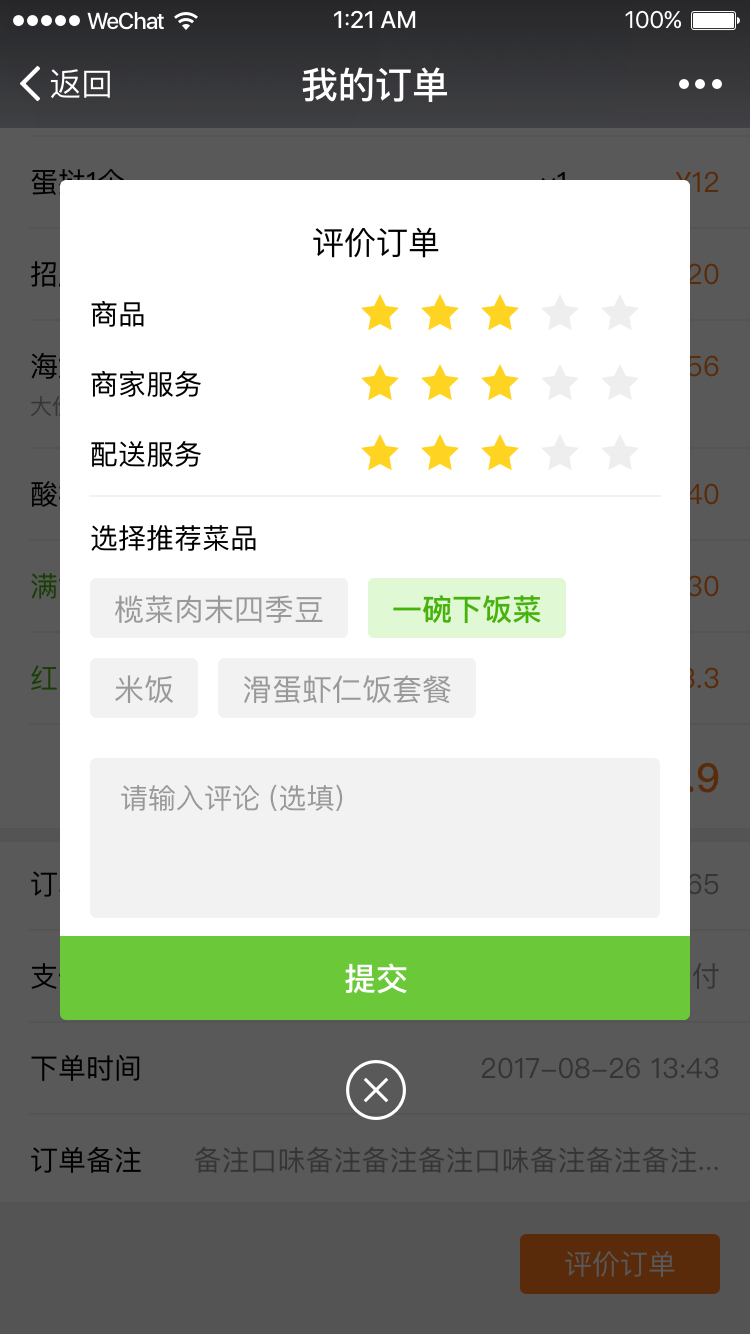 WeChat 1:21 AM 100%
返回 我的订单
蛋挞1个 ×1 ¥12
评价订单
招 20
商品
海 56
商家服务
大
配送服务
酸 40
选择推荐菜品
满 30
榄菜肉末四季豆 一碗下饭菜
红 3.3
米饭 滑蛋虾仁饭套餐
.9
请输入评论 (选填)
订 65
支 付
提交
下单时间 2017-08-26 13:43
订单备注 备注口味备注备注备注口味备注备注备注...
评价订单